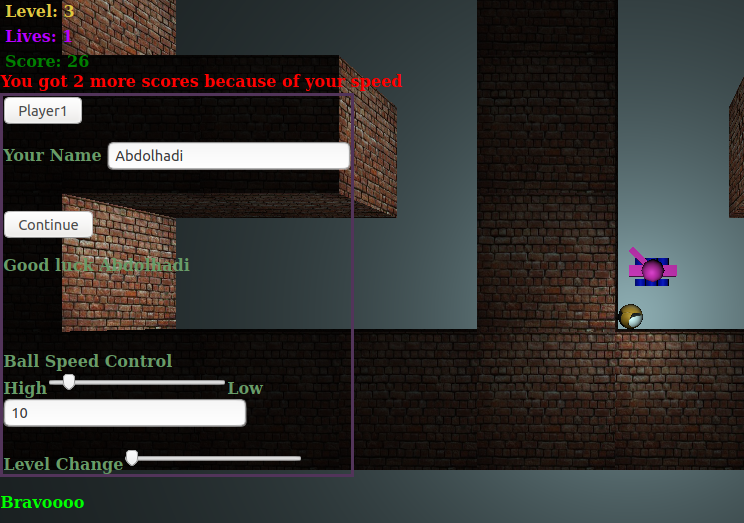 Level: 3
Lives: 1
Score: 26
You got 2 more scores because of your speed
Player1
Your Name Abdolhadi
Continue
Good luck Abdolhadi
Ball Speed Control
High Low
10
Level Change
Bravoooo